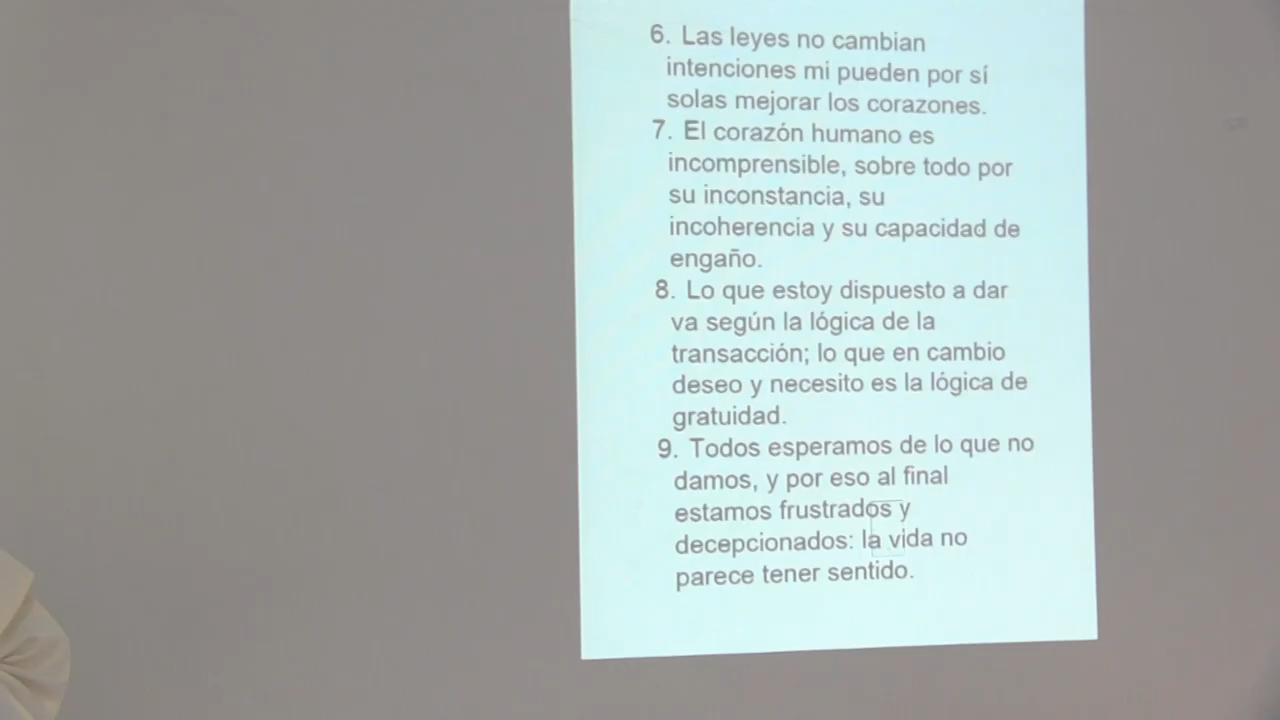 6. Las leyes no cambian
intenciones mi pueden por sí
solas mejorar los corazones.
7. El corazón humano es
incomprensible, sobre todo por
su inconstancia, su
incoherencia y su capacidad de
engaño.
8. Lo que estoy dispuesto a dar
va según la lógica de la
transacción; lo que en cambio
deseo y necesito es la lógica de
gratuidad.
9. Todos esperamos de lo que no
damos, y por eso al final
estamos frustrados y
decepcionados: la vida no
parece tener sentido.